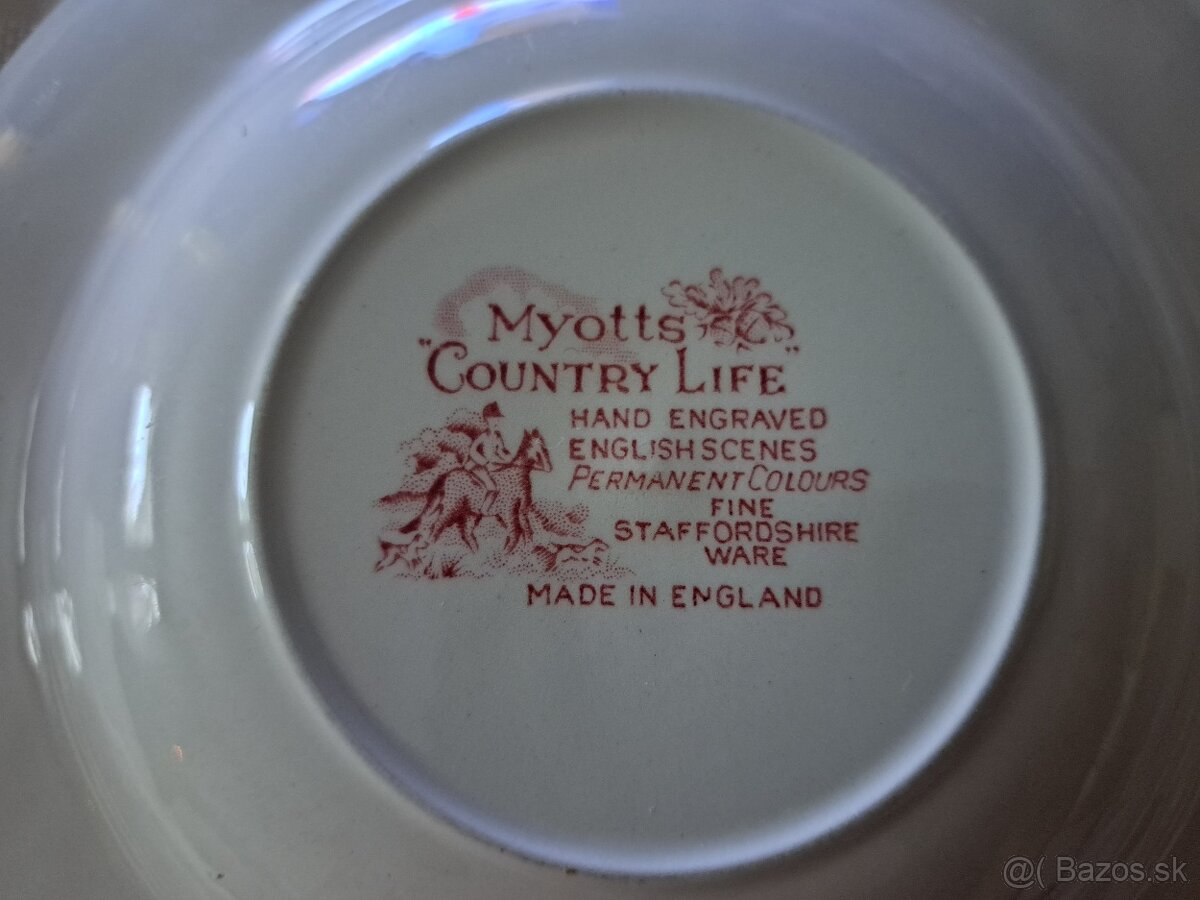 Myotts
"COUNTRY LIFE"
HAND ENGRAVED
ENGLISH SCENES
PERMANENT COLOURS
FINE
STAFFORDSHIRE
WARE
MADE IN ENGLAND
@( Bazos.sk